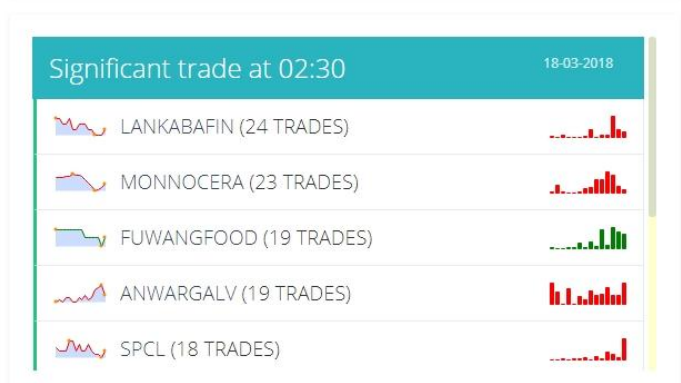 Significant trade at 02:30
18-03-2018
LANKABAFIN (24 TRADES)
MONNOCERA (23 TRADES)
FUWANGFOOD (19 TRADES)
ANWARGALV (19 TRADES)
SPCL (18 TRADES)